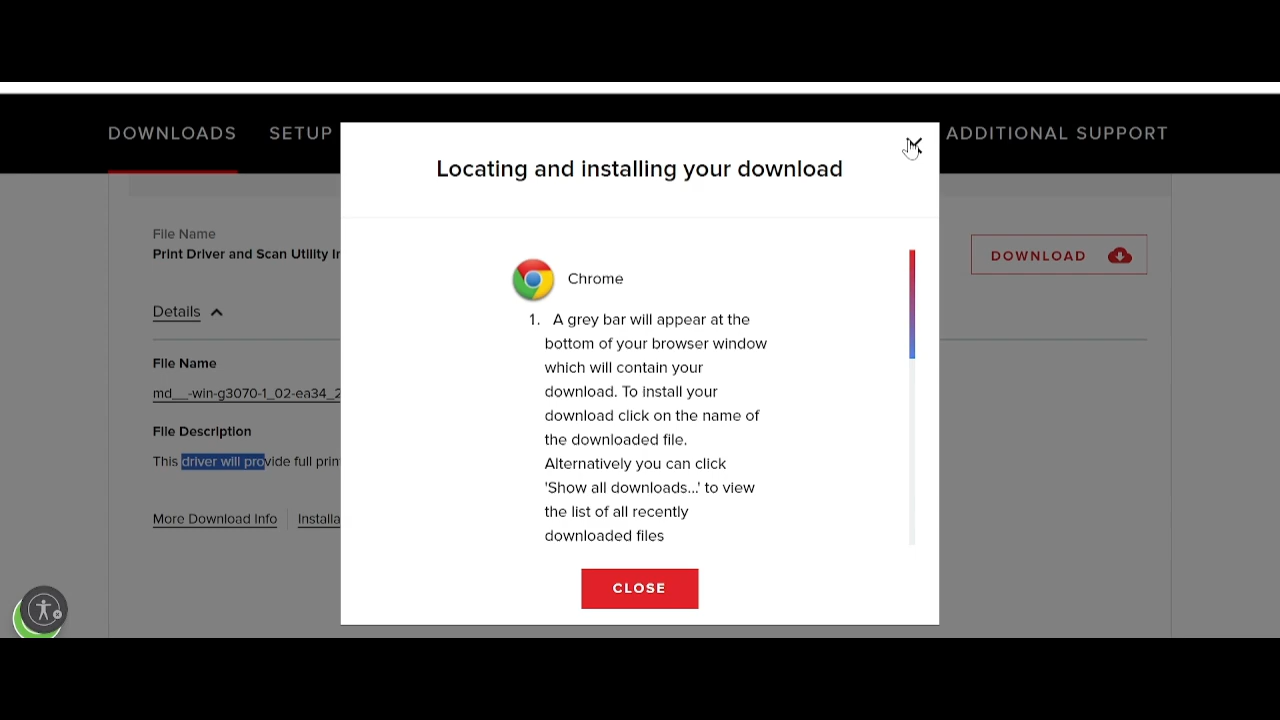 DOWNLOADS SETUP ADDITIONAL SUPPORT
Locating and installing your download
File Name
Print Driver and Scan Utility
DOWNLOAD
Details
File Name
md__-win-g3070-1_02-ea34_2
File Description
This driver will provide full
More Download Info
Chrome
1. A grey bar will appear at the
bottom of your browser window
which will contain your
download. To install your
download click on the name of
the downloaded file.
Alternatively you can click
'Show all downloads...' to view
the list of all recently
downloaded files
CLOSE